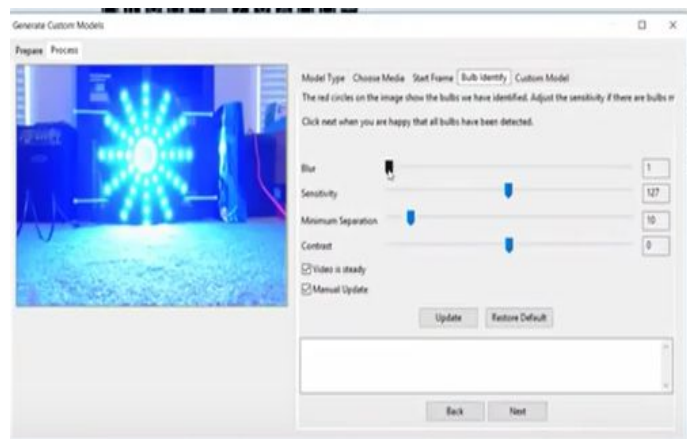 Generate Custom Models
Prepare Process
Model Type Choose Media Start Frame Bulb Identify Custom Model
The red circles on the image show the bulbs we have identified. Adjust the sensitivity if there are bulbs m
Click next when you are happy that all bulbs have been detected.
Blur 1
Sensitivity 127
Minimum Separation 10
Contrast 0
Video is steady
Manual Update
Update Restore Default
Back Next